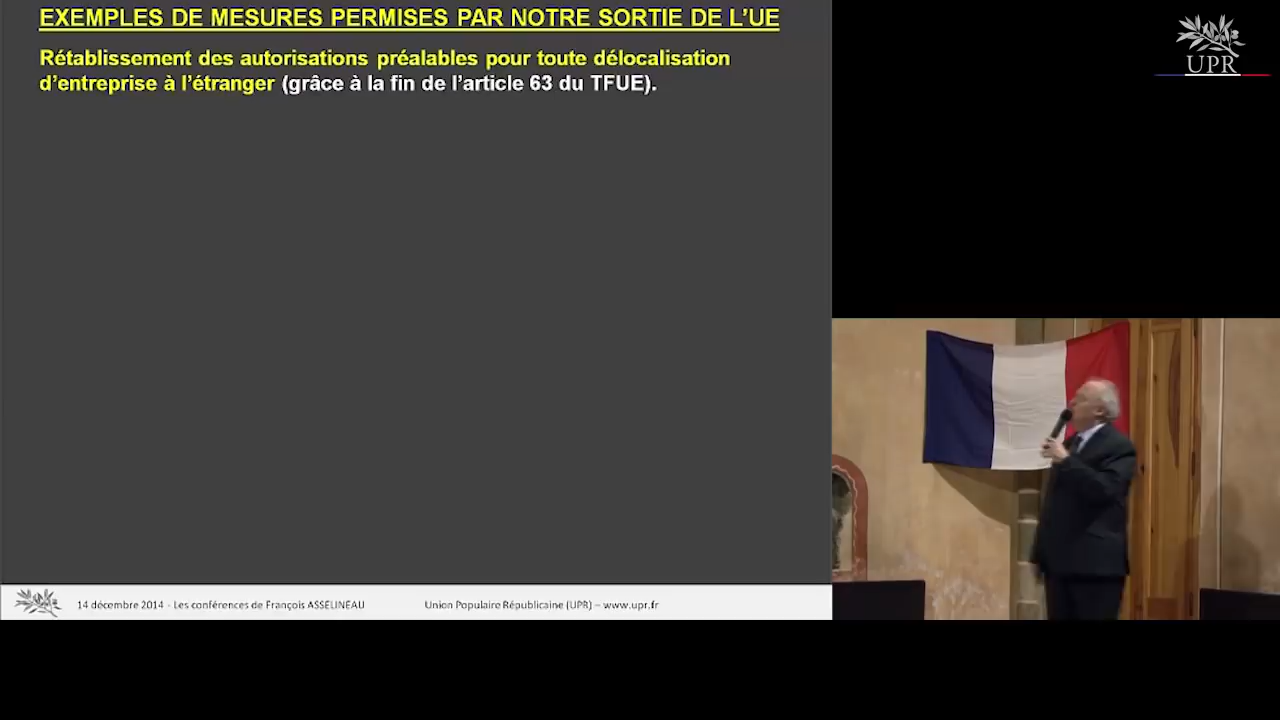 EXEMPLES DE MESURES PERMISES PAR NOTRE SORTIE DE L'UE
Rétablissement des autorisations préalables pour toute délocalisation
d'entreprise à l'étranger (grâce à la fin de l'article 63 du TFUE).
UPR
14 décembre 2014 - Les conférences de François ASSELINEAU
Union Populaire Républicaine (UPR) – www.upr.fr